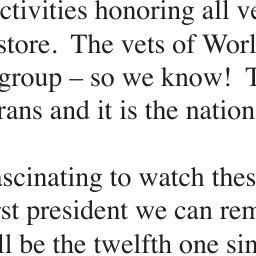 ctivities honoring all ve
store.  The vets of Worl
group – so we know!  T
rans and it is the nation
ascinating to watch thes
rst president we can rem
ll be the twelfth one sin